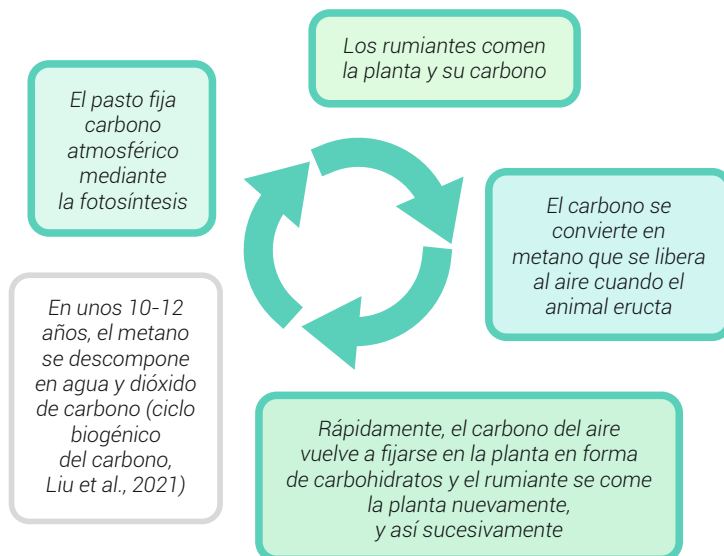 Los rumiantes comen
la planta y su carbono
El pasto fija
carbono
atmosférico
mediante
la fotosíntesis
El carbono se
convierte en
metano que se libera
al aire cuando el
animal eructa
En unos 10-12
años, el metano
se descompone
en agua y dióxido
de carbono (ciclo
biogénico
del carbono,
Liu et al., 2021)
Rápidamente, el carbono del aire
vuelve a fijarse en la planta en forma
de carbohidratos y el rumiante se come
la planta nuevamente,
y así sucesivamente